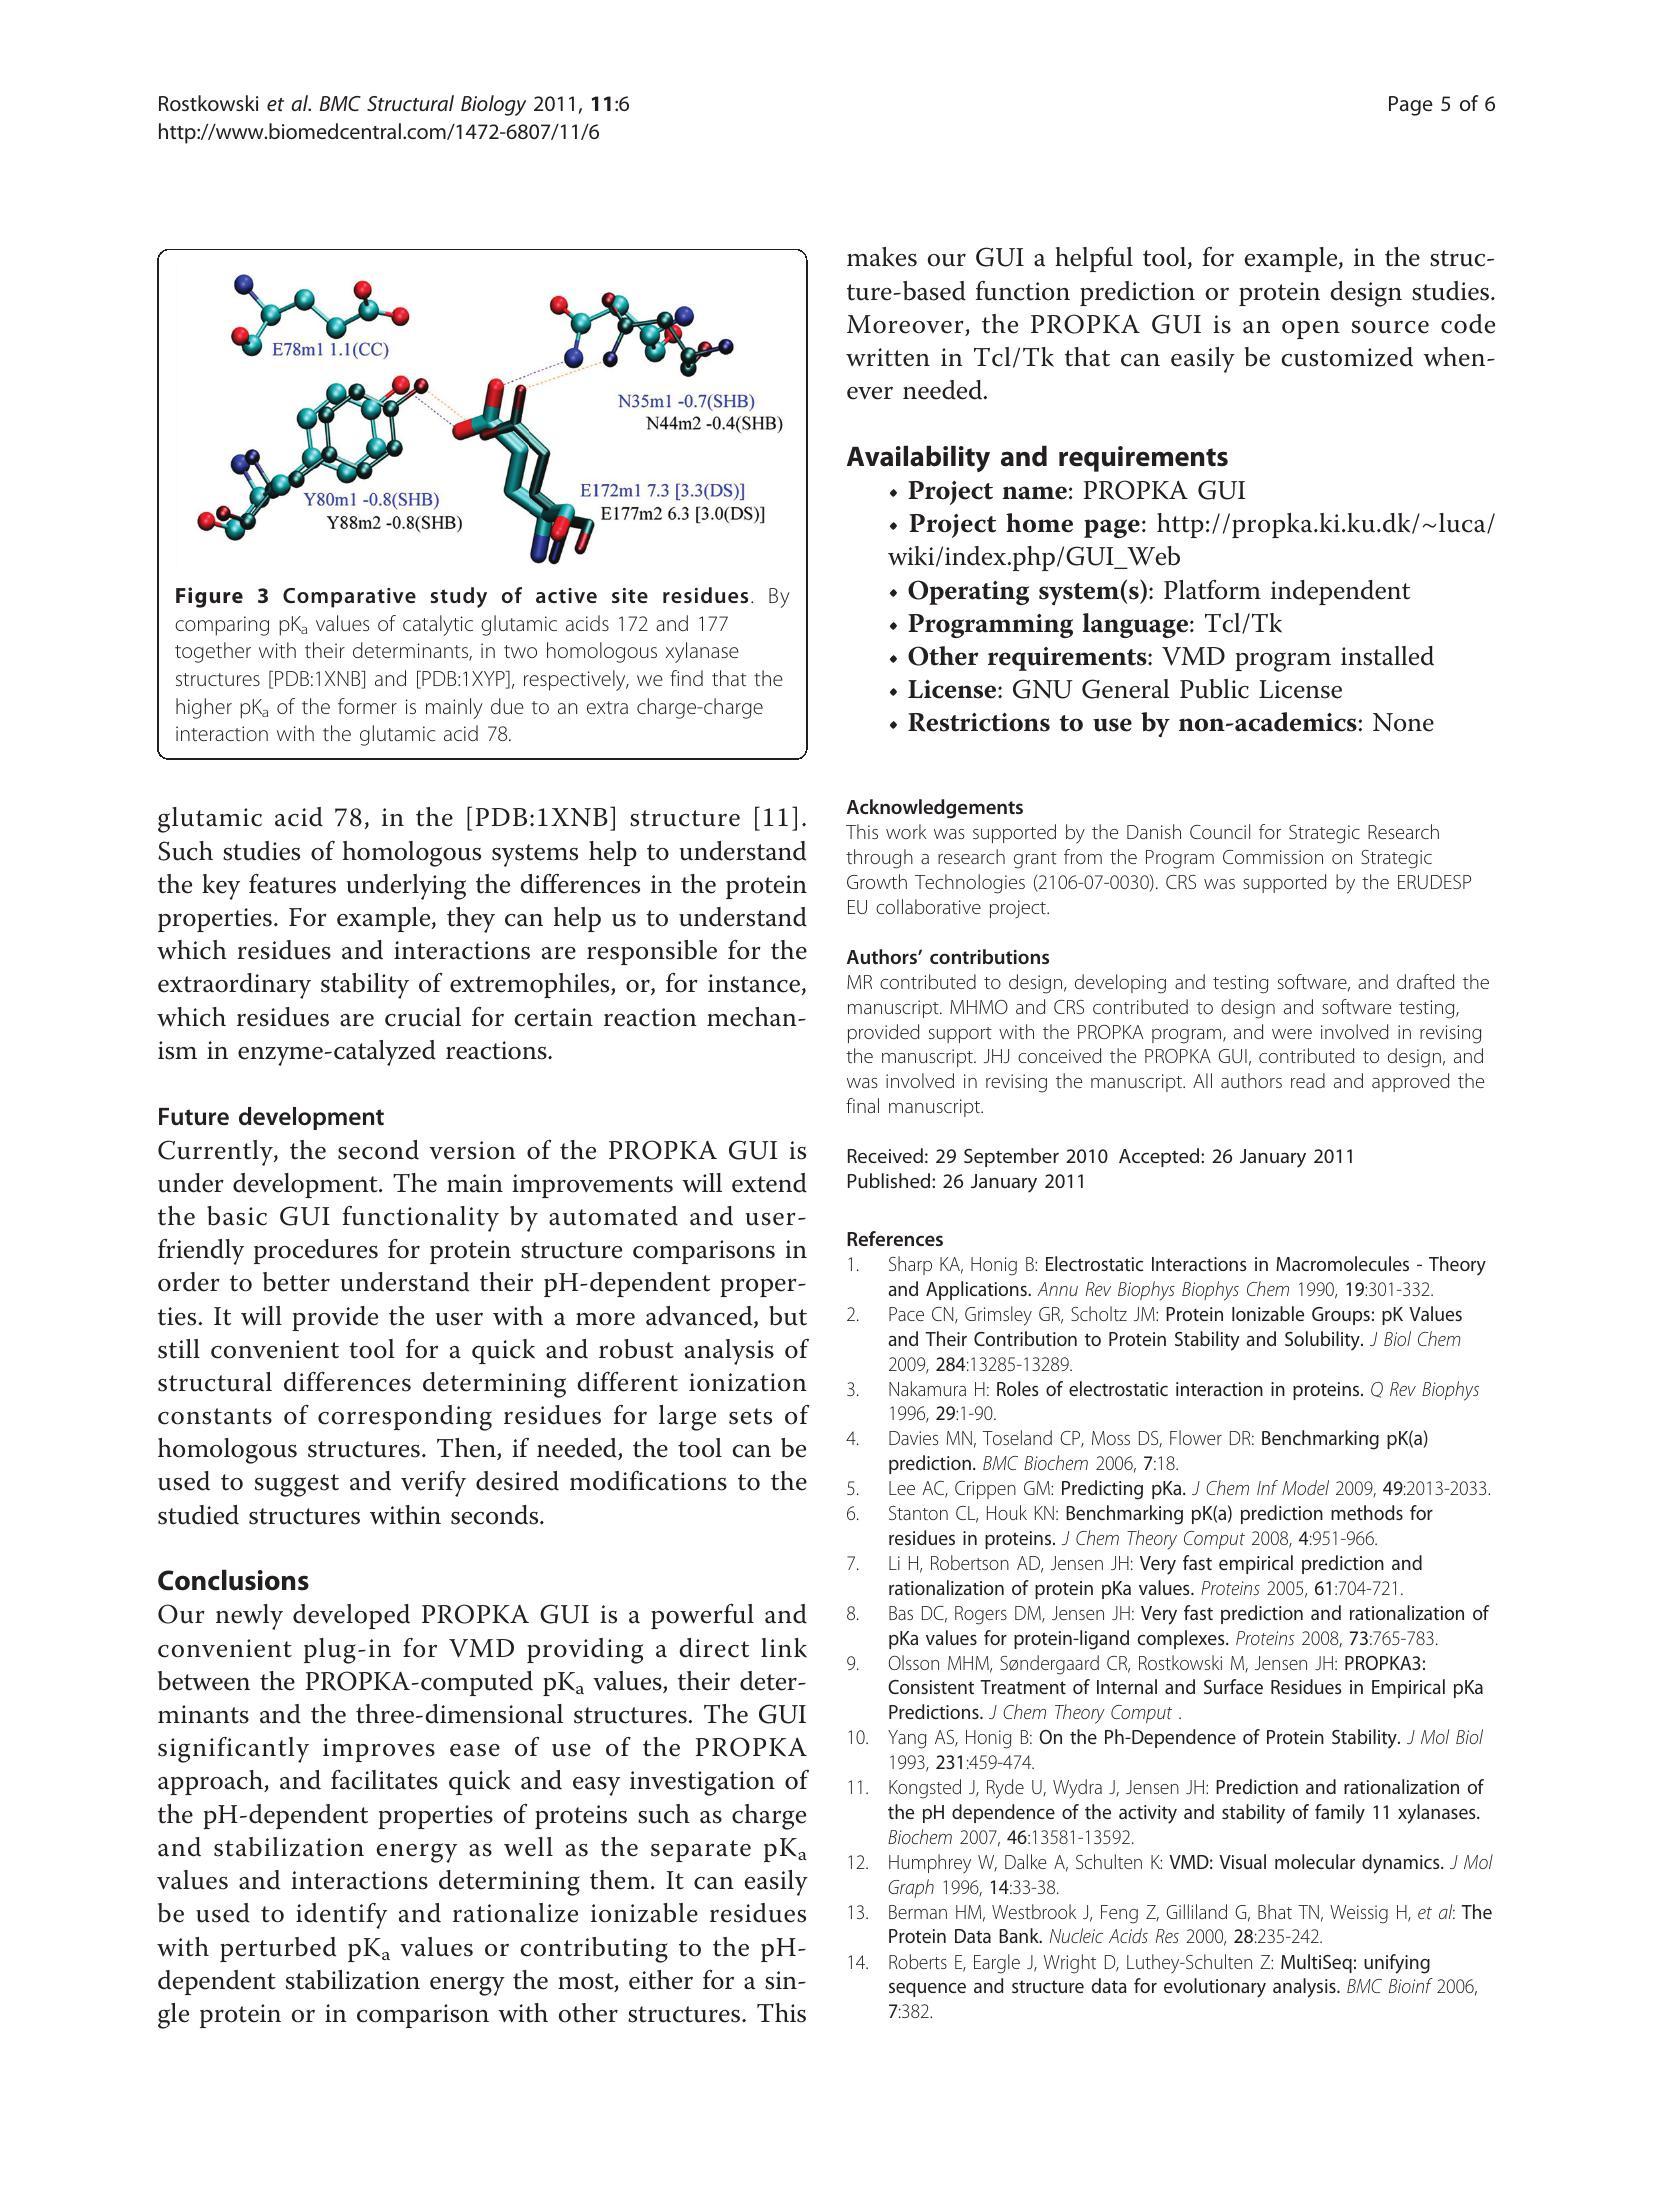 Rostkowski et al. BMC Structural Biology 2011, 11:6
http://www.biomedcentral.com/1472-6807/11/6
Page 5 of 6
E78m1 1.1(CC)
N35m1 -0.7(SHB)
N44m2 -0.4(SHB)
Y80m1 -0.8(SHB)
Y88m2 -0.8(SHB)
E172m1 7.3 [3.3(DS)]
E177m2 6.3 [3.0(DS)]
Figure 3 Comparative study of active site residues. By
comparing pKa values of catalytic glutamic acids 172 and 177
together with their determinants, in two homologous xylanase
structures [PDB:1XNB] and [PDB:1XYP], respectively, we find that the
higher pKa of the former is mainly due to an extra charge-charge
interaction with the glutamic acid 78.
glutamic acid 78, in the [PDB:1XNB] structure [11].
Such studies of homologous systems help to understand
the key features underlying the differences in the protein
properties. For example, they can help us to understand
which residues and interactions are responsible for the
extraordinary stability of extremophiles, or, for instance,
which residues are crucial for certain reaction mechan-
ism in enzyme-catalyzed reactions.
Future development
Currently, the second version of the PROPKA GUI is
under development. The main improvements will extend
the basic GUI functionality by automated and user-
friendly procedures for protein structure comparisons in
order to better understand their pH-dependent proper-
ties. It will provide the user with a more advanced, but
still convenient tool for a quick and robust analysis of
structural differences determining different ionization
constants of corresponding residues for large sets of
homologous structures. Then, if needed, the tool can be
used to suggest and verify desired modifications to the
studied structures within seconds.
Conclusions
Our newly developed PROPKA GUI is a powerful and
convenient plug-in for VMD providing a direct link
between the PROPKA-computed pKa values, their deter-
minants and the three-dimensional structures. The GUI
significantly improves ease of use of the PROPKA
approach, and facilitates quick and easy investigation of
the pH-dependent properties of proteins such as charge
and stabilization energy as well as the separate pKa
values and interactions determining them. It can easily
be used to identify and rationalize ionizable residues
with perturbed pKa values or contributing to the pH-
dependent stabilization energy the most, either for a sin-
gle protein or in comparison with other structures. This
makes our GUI a helpful tool, for example, in the struc-
ture-based function prediction or protein design studies.
Moreover, the PROPKA GUI is an open source code
written in Tcl/Tk that can easily be customized when-
ever needed.
Availability and requirements
• Project name: PROPKA GUI
• Project home page: http://propka.ki.ku.dk/~luca/
wiki/index.php/GUI_Web
• Operating system(s): Platform independent
• Programming language: Tcl/Tk
• Other requirements: VMD program installed
• License: GNU General Public License
• Restrictions to use by non-academics: None
Acknowledgements
This work was supported by the Danish Council for Strategic Research
through a research grant from the Program Commission on Strategic
Growth Technologies (2106-07-0030). CRS was supported by the ERUDESP
EU collaborative project.
Authors' contributions
MR contributed to design, developing and testing software, and drafted the
manuscript. MHMO and CRS contributed to design and software testing,
provided support with the PROPKA program, and were involved in revising
the manuscript. JHJ conceived the PROPKA GUI, contributed to design, and
was involved in revising the manuscript. All authors read and approved the
final manuscript.
Received: 29 September 2010 Accepted: 26 January 2011
Published: 26 January 2011
References
1. Sharp KA, Honig B: Electrostatic Interactions in Macromolecules - Theory
and Applications. Annu Rev Biophys Biophys Chem 1990, 19:301-332.
2. Pace CN, Grimsley GR, Scholtz JM: Protein Ionizable Groups: pK Values
and Their Contribution to Protein Stability and Solubility. J Biol Chem
2009, 284:13285-13289.
3. Nakamura H: Roles of electrostatic interaction in proteins. Q Rev Biophys
1996, 29:1-90.
4. Davies MN, Toseland CP, Moss DS, Flower DR: Benchmarking pK(a)
prediction. BMC Biochem 2006, 7:18.
5. Lee AC, Crippen GM: Predicting pKa. J Chem Inf Model 2009, 49:2013-2033.
6. Stanton CL, Houk KN: Benchmarking pK(a) prediction methods for
residues in proteins. J Chem Theory Comput 2008, 4:951-966.
7. Li H, Robertson AD, Jensen JH: Very fast empirical prediction and
rationalization of protein pKa values. Proteins 2005, 61:704-721.
8. Bas DC, Rogers DM, Jensen JH: Very fast prediction and rationalization of
pKa values for protein-ligand complexes. Proteins 2008, 73:765-783.
9. Olsson MHM, Søndergaard CR, Rostkowski M, Jensen JH: PROPKA3:
Consistent Treatment of Internal and Surface Residues in Empirical pKa
Predictions. J Chem Theory Comput .
10. Yang AS, Honig B: On the Ph-Dependence of Protein Stability. J Mol Biol
1993, 231:459-474.
11. Kongsted J, Ryde U, Wydra J, Jensen JH: Prediction and rationalization of
the pH dependence of the activity and stability of family 11 xylanases.
Biochem 2007, 46:13581-13592.
12. Humphrey W, Dalke A, Schulten K: VMD: Visual molecular dynamics. J Mol
Graph 1996, 14:33-38.
13. Berman HM, Westbrook J, Feng Z, Gilliland G, Bhat TN, Weissig H, et al: The
Protein Data Bank. Nucleic Acids Res 2000, 28:235-242.
14. Roberts E, Eargle J, Wright D, Luthey-Schulten Z: MultiSeq: unifying
sequence and structure data for evolutionary analysis. BMC Bioinf 2006,
7:382.